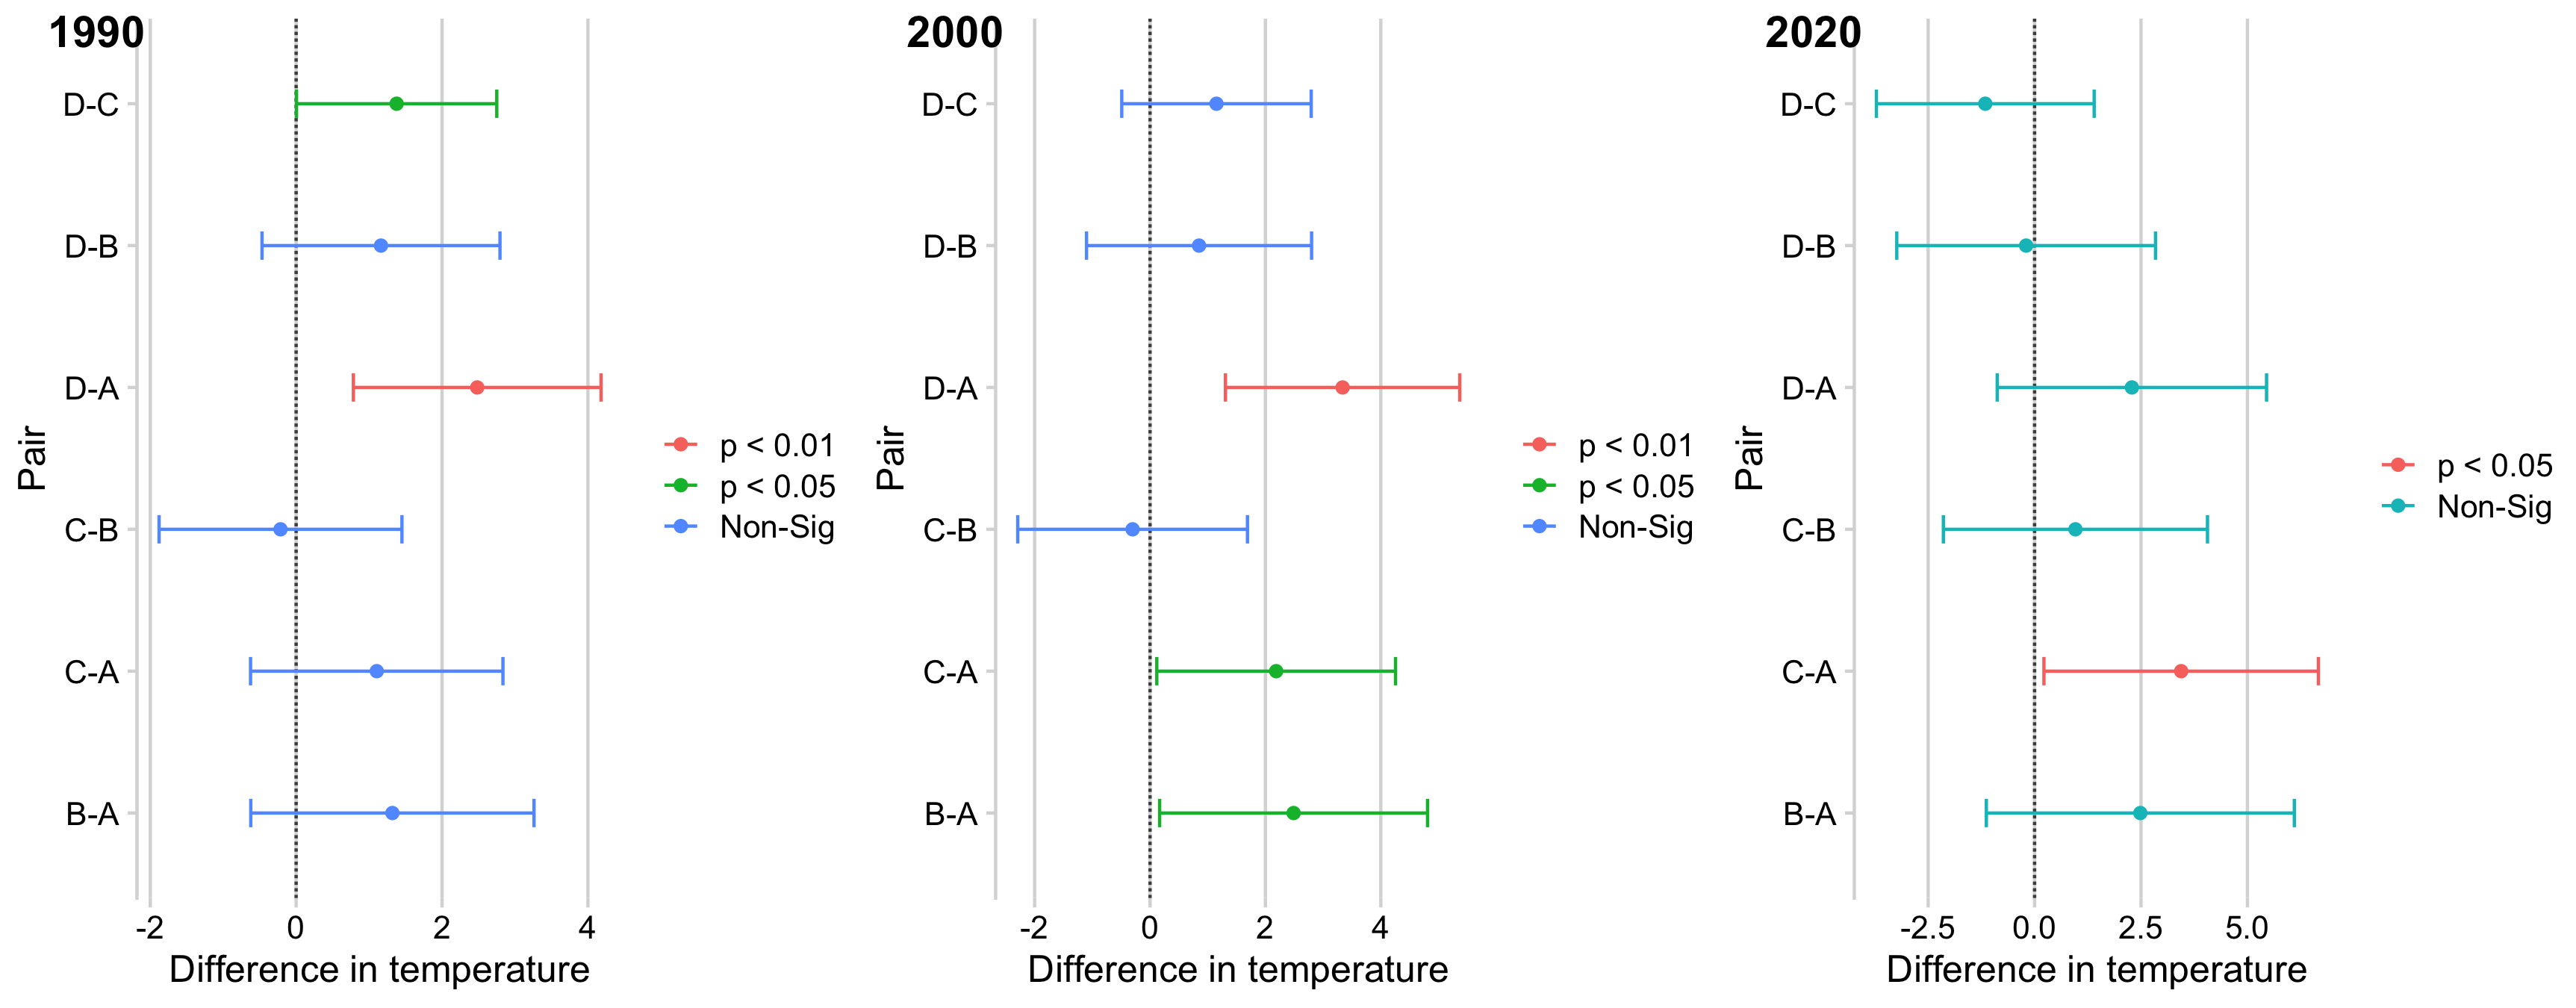 1990
D-C
D-B
D-A
C-B
C-A
B-A
Pair
-2 0 2 4
Difference in temperature
p < 0.01
p < 0.05
Non-Sig
2000
D-C
D-B
D-A
C-B
C-A
B-A
Pair
-2 0 2 4
Difference in temperature
p < 0.01
p < 0.05
Non-Sig
2020
D-C
D-B
D-A
C-B
C-A
B-A
Pair
-2.5 0.0 2.5 5.0
Difference in temperature
p < 0.05
Non-Sig